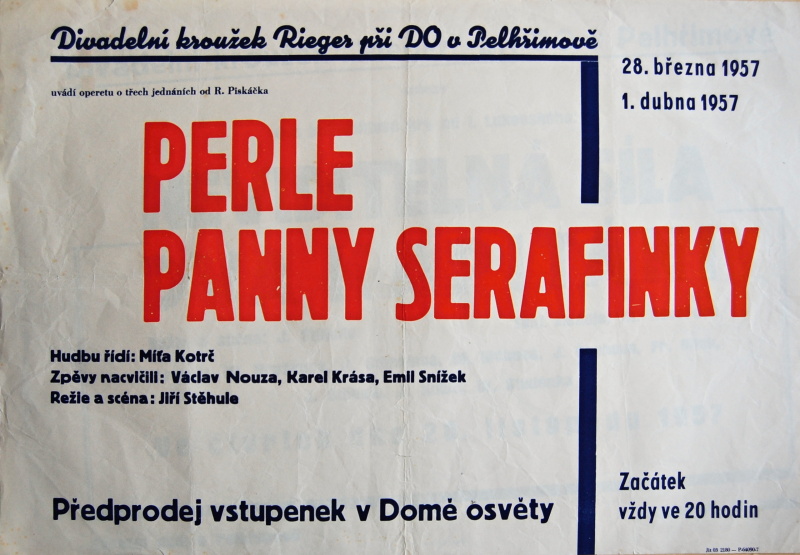 Divadelní kroužek Rieger při DO v Pelhřimově
28. března 1957
1. dubna 1957
uvádí operetu o třech jednáních od R. Piskáčka
PERLE
PANNY SERAFINKY
Hudbu řídí: Míťa Kotrč
Zpěvy nacvičili: Václav Nouza, Karel Krása, Emil Snížek
Režie a scéna: Jiří Stěhule
Začátek
vždy ve 20 hodin
Předprodej vstupenek v Domě osvěty